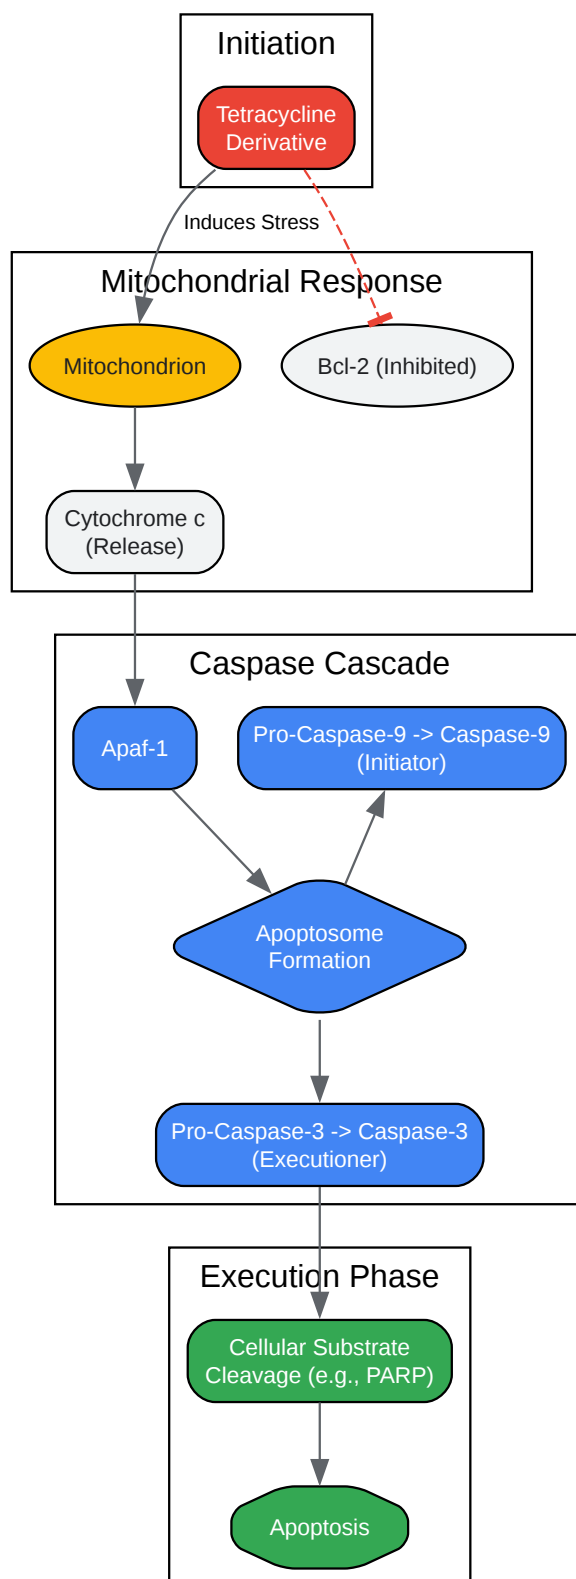 Initiation
Tetracycline
Derivative
Induces Stress
Mitochondrial Response
Mitochondrion
Bcl-2 (Inhibited)
Cytochrome c
(Release)
Caspase Cascade
Apaf-1
Pro-Caspase-9 -> Caspase-9
(Initiator)
Apoptosome
Formation
Pro-Caspase-3 -> Caspase-3
(Executioner)
Execution Phase
Cellular Substrate
Cleavage (e.g., PARP)
Apoptosis